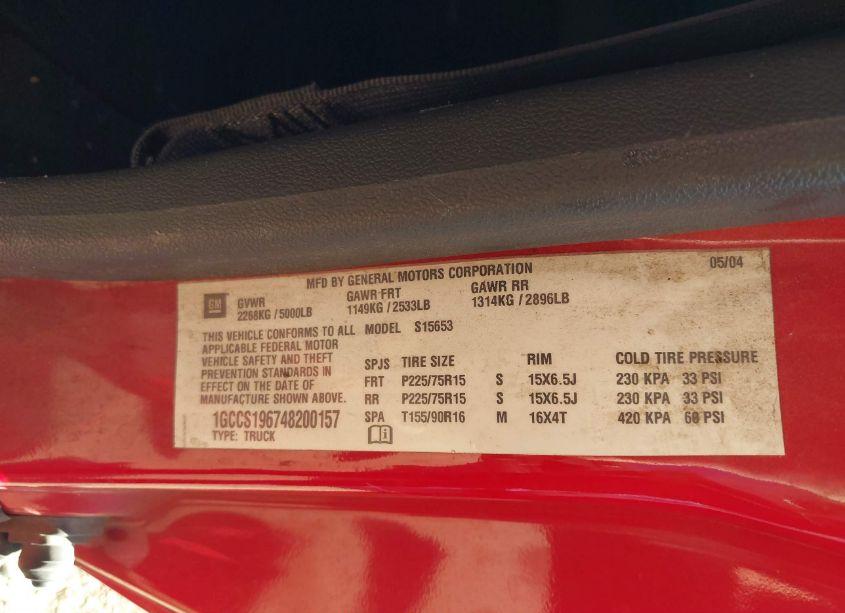 MFD BY GENERAL MOTORS CORPORATION 05/04
GM GVWR GAWR FRT GAWR RR
2268KG / 5000LB 1149KG / 2533LB 1314KG / 2896LB
THIS VEHICLE CONFORMS TO ALL MODEL S15653
APPLICABLE FEDERAL MOTOR
VEHICLE SAFETY AND THEFT
PREVENTION STANDARDS IN
EFFECT ON THE DATE OF
MANUFACTURE SHOWN ABOVE.
1GCCS196748200157
TYPE: TRUCK
SPJS TIRE SIZE RIM COLD TIRE PRESSURE
FRT P225/75R15 S 15X6.5J 230 KPA 33 PSI
RR P225/75R15 S 15X6.5J 230 KPA 33 PSI
SPA T155/90R16 M 16X4T 420 KPA 60 PSI